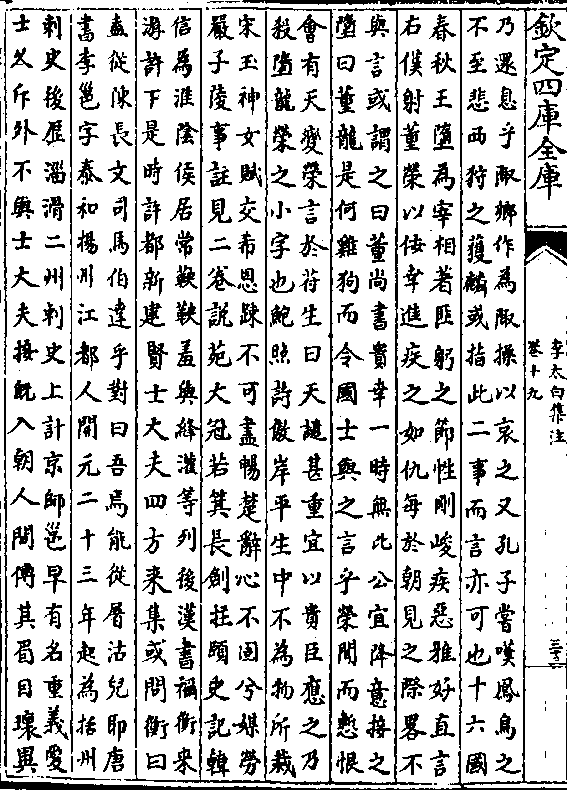 欽定四庫全書
李太白集注
卷十九
乃還息乎陬鄉作為陬操以哀之又孔子嘗嘆鳳鳥之
不至悲西狩之獲麟或指此二事而言亦可也十六國
春秋王墮為宰相著匪躬之節性剛峻疾惡雅好直言
右僕射董榮以佞幸進疾之如仇每於朝見之際畧不
與言或謂之曰董尚書貴幸一時無比公宜降意接之
墮曰董龍是何雞狗而令國士與之言乎榮聞而慙恨
會有天變榮言於苻生曰天譴甚重宜以貴臣應之乃
殺墮龍榮之小字也鮑照詩傲岸平生中不為物所裁
宋玉神女賦交希恩疎不可盡暢楚辭心不同兮媒勞
嚴子陵事註見二卷說苑大冠若箕長劍拄頤史記韓
信為淮陰侯居常鞅鞅羞與絳灌等列後漢書禰衡来
游許下是時許都新建賢士大夫四方来集或問衡曰
盍從陳長文司馬伯達乎對曰吾焉能從屠沽兒耶唐
書李邕字泰和揚州江都人開元二十三年起為括州
刺史後歴淄滑二州刺史上計京師邕早有名重義愛
士久斥外不與士大夫接既入朝人間傳其眉目瓌異